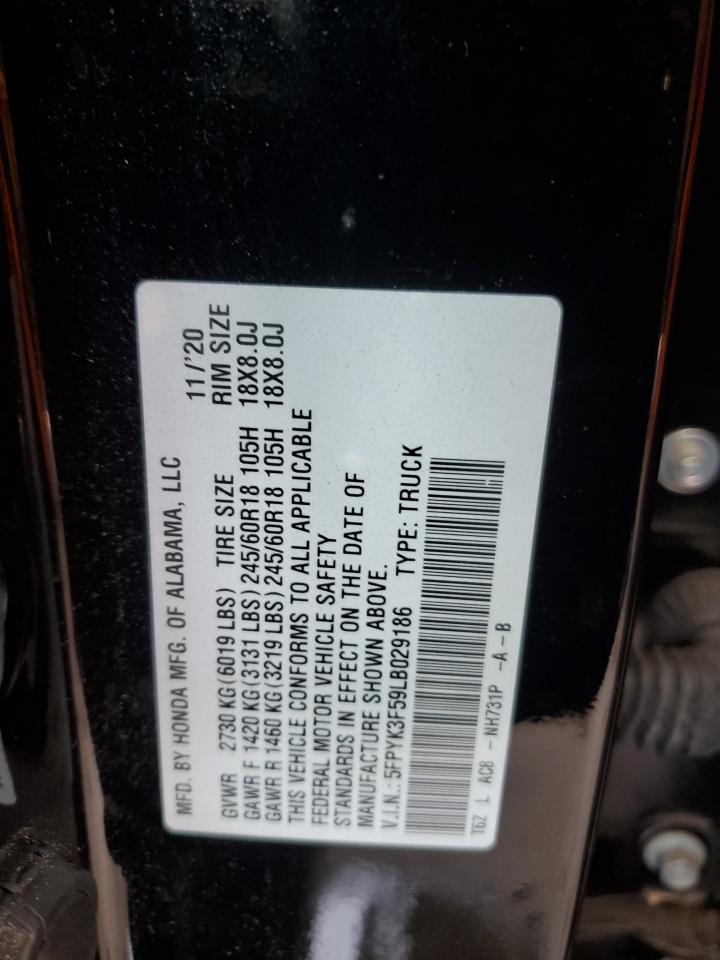 MFD. BY HONDA MFG. OF ALABAMA, LLC 11/'20
GVWR 2730 KG(6019 LBS) TIRE SIZE RIM SIZE
GAWR F 1420 KG(3131 LBS) 245/60R18 105H 18X8.0J
GAWR R 1460 KG(3219 LBS) 245/60R18 105H 18X8.0J
THIS VEHICLE CONFORMS TO ALL APPLICABLE
FEDERAL MOTOR VEHICLE SAFETY
STANDARDS IN EFFECT ON THE DATE OF
MANUFACTURE SHOWN ABOVE.
V.I.N.: 5FPYK3F59LB029186 TYPE: TRUCK
T6Z L AC8 - NH731P -A-B